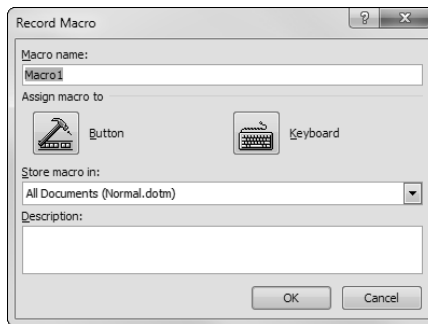 Record Macro
Macro name:
Macro1
Assign macro to
Button
Keyboard
Store macro in:
All Documents (Normal.dotm)
Description:
OK
Cancel